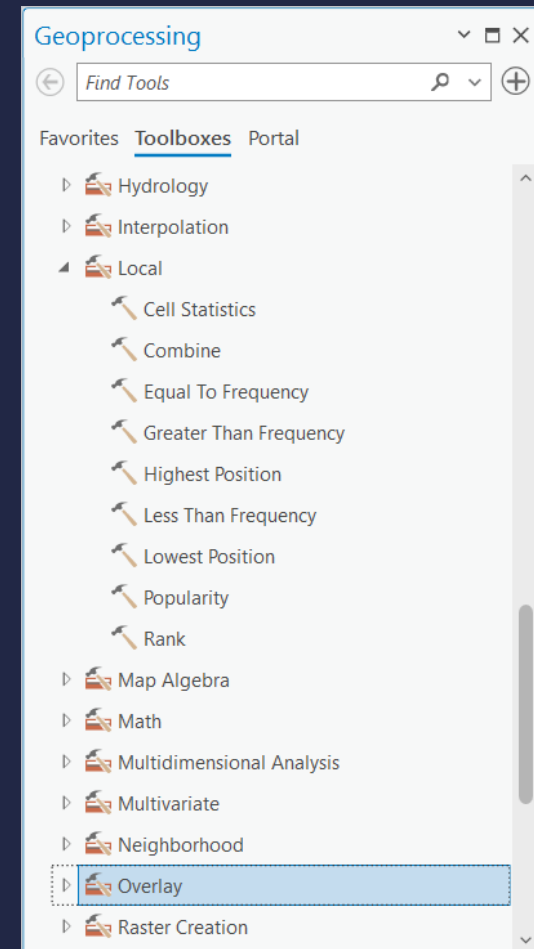 Geoprocessing
Find Tools
Favorites Toolboxes Portal
Hydrology
Interpolation
Local
Cell Statistics
Combine
Equal To Frequency
Greater Than Frequency
Highest Position
Less Than Frequency
Lowest Position
Popularity
Rank
Map Algebra
Math
Multidimensional Analysis
Multivariate
Neighborhood
Overlay
Raster Creation